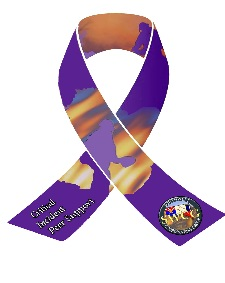 Critical
Incident
Peer Support